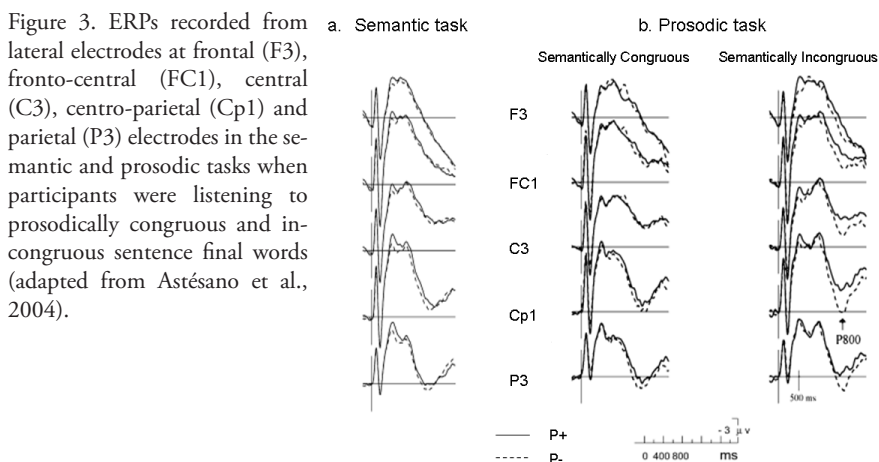 Figure 3. ERPs recorded from
lateral electrodes at frontal (F3),
fronto-central (FC1), central
(C3), centro-parietal (Cp1) and
parietal (P3) electrodes in the se-
mantic and prosodic tasks when
participants were listening to
prosodically congruous and in-
congruous sentence final words
(adapted from Astésano et al.,
2004).
a. Semantic task
b. Prosodic task
Semantically Congruous
Semantically Incongruous
F3
FC1
C3
Cp1
P800
P3
500 ms
P+
P-
- 3 μv
0 400 800 ms